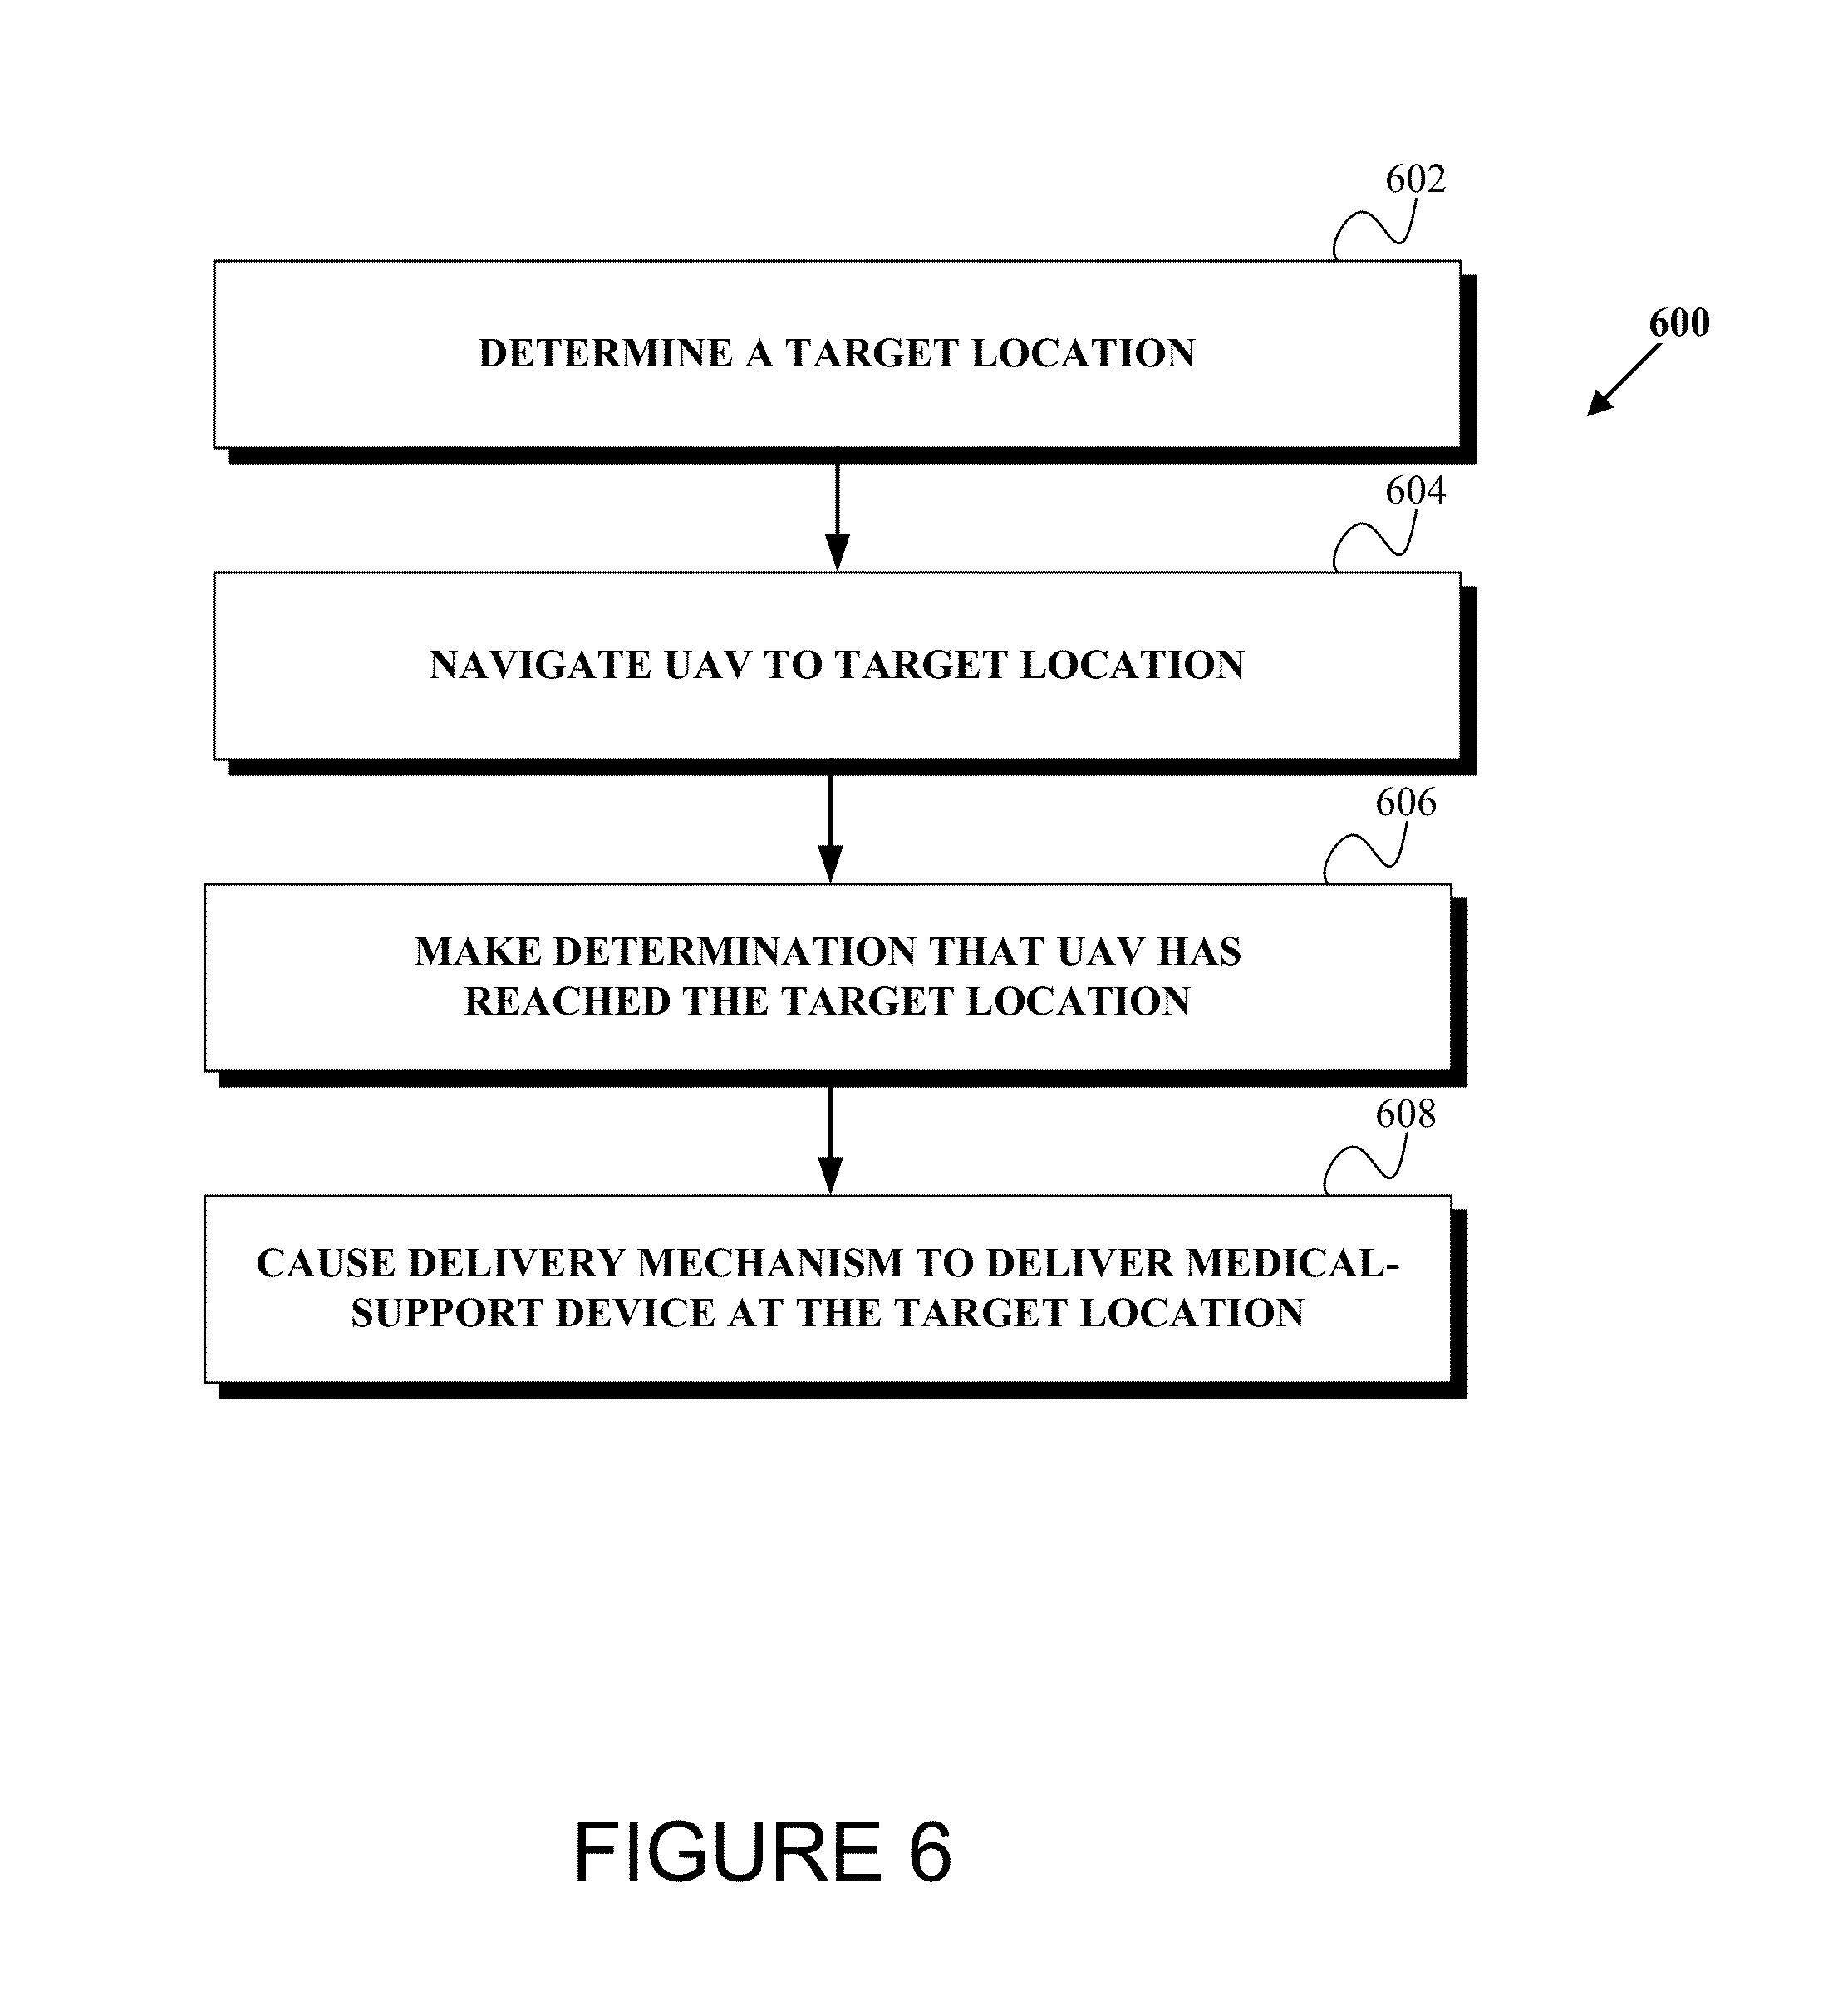 602
DETERMINE A TARGET LOCATION
600
604
NAVIGATE UAV TO TARGET LOCATION
606
MAKE DETERMINATION THAT UAV HAS
REACHED THE TARGET LOCATION
608
CAUSE DELIVERY MECHANISM TO DELIVER MEDICAL-
SUPPORT DEVICE AT THE TARGET LOCATION
FIGURE 6